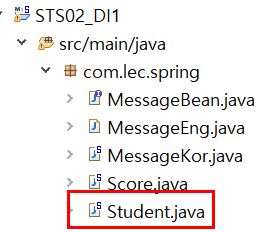 STS02_DI1
src/main/java
com.lec.spring
MessageBean.java
MessageEng.java
MessageKor.java
Score.java
Student.java